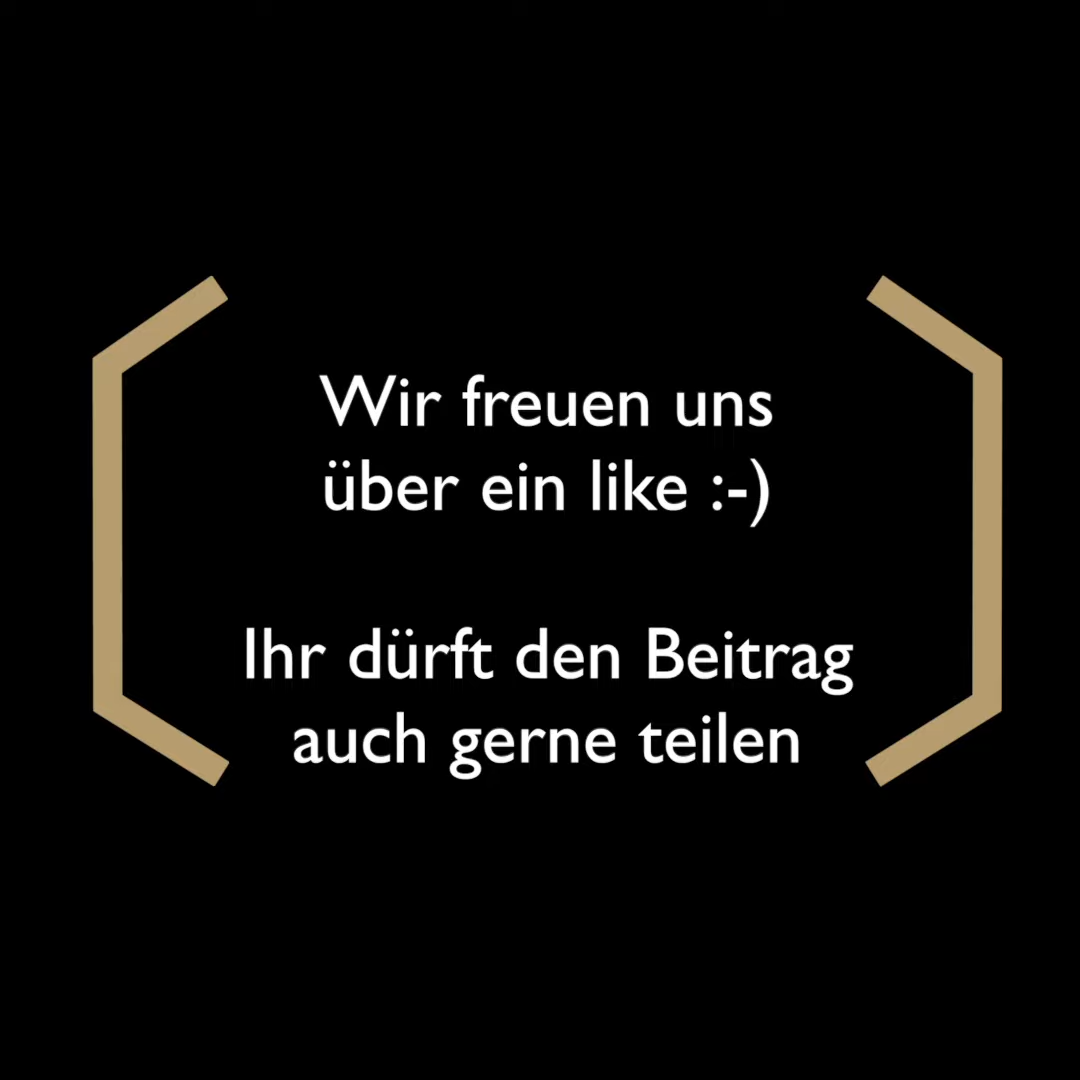 Wir freuen uns
über ein like :-)
Ihr dürft den Beitrag
auch gerne teilen